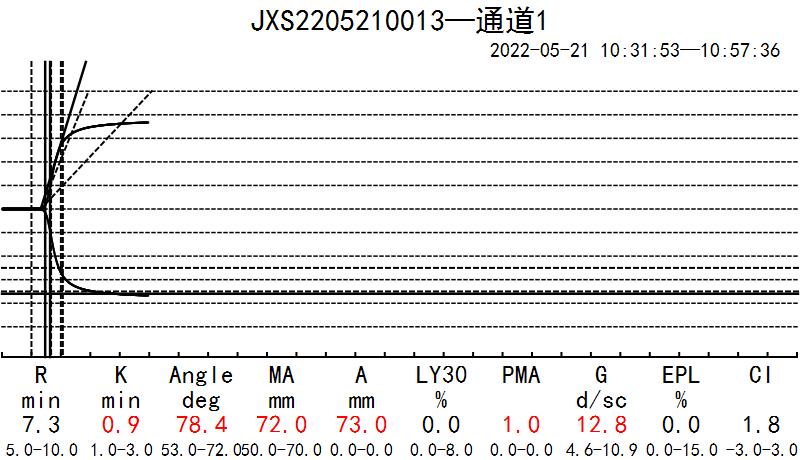 JXS2205210013—通道1
2022-05-21 10:31:53—10:57:36
R K Angle MA A LY30 PMA G EPL CI
min min deg mm mm % d/sc %
7.3 0.9 78.4 72.0 73.0 0.0 1.0 12.8 0.0 1.8
5.0-10.0 1.0-3.0 53.0-72.0 50.0-70.0 0.0-0.0 0.0-8.0 0.0-0.0 4.6-10.9 0.0-15.0 -3.0-3.0